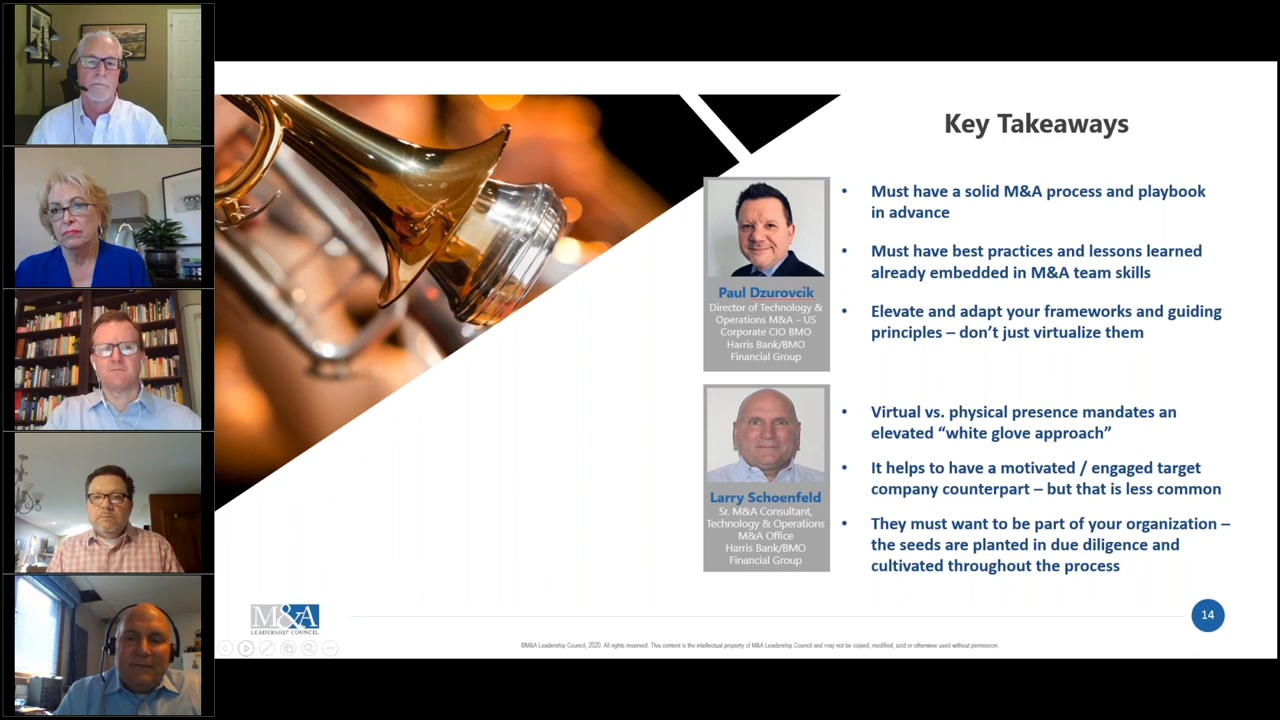 Key Takeaways
• Must have a solid M&A process and playbook
in advance
• Must have best practices and lessons learned
already embedded in M&A team skills
• Elevate and adapt your frameworks and guiding
principles – don’t just virtualize them
Paul Dzurovcik
Director of Technology &
Operations M&A – US
Corporate CIO BMO
Harris Bank/BMO
Financial Group
• Virtual vs. physical presence mandates an
elevated “white glove approach”
• It helps to have a motivated / engaged target
company counterpart – but that is less common
• They must want to be part of your organization –
the seeds are planted in due diligence and
cultivated throughout the process
Larry Schoenfeld
Sr. M&A Consultant,
Technology & Operations
M&A Office
Harris Bank/BMO
Financial Group
M&A
LEADERSHIP COUNCIL
14
©M&A Leadership Council, 2020. All rights reserved. This content is the intellectual property of M&A Leadership Council and may not be copied, modified, sold or otherwise used without permission.